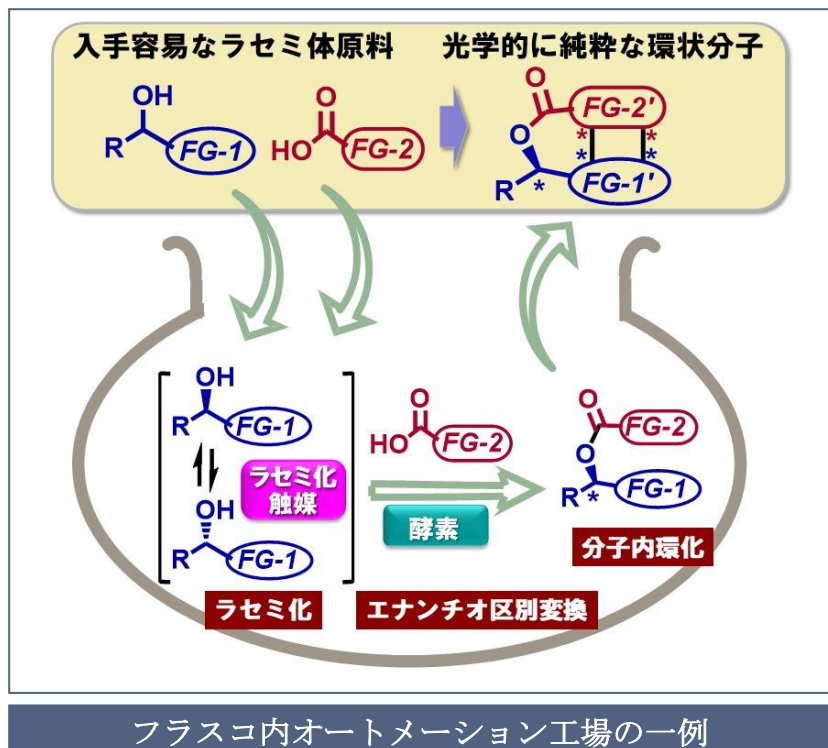 入手容易なラセミ体原料
光学的に純粋な環状分子
OH
R
FG-1
O
HO
FG-2
O
FG-2'
O
* *
* *
R
*
FG-1'
OH
R
FG-1
OH
R
FG-1
ラセミ化
触媒
ラセミ化
O
HO
FG-2
酵素
エナンチオ区別変換
O
FG-2
O
R
*
FG-1
分子内環化
フラスコ内オートメーション工場の一例